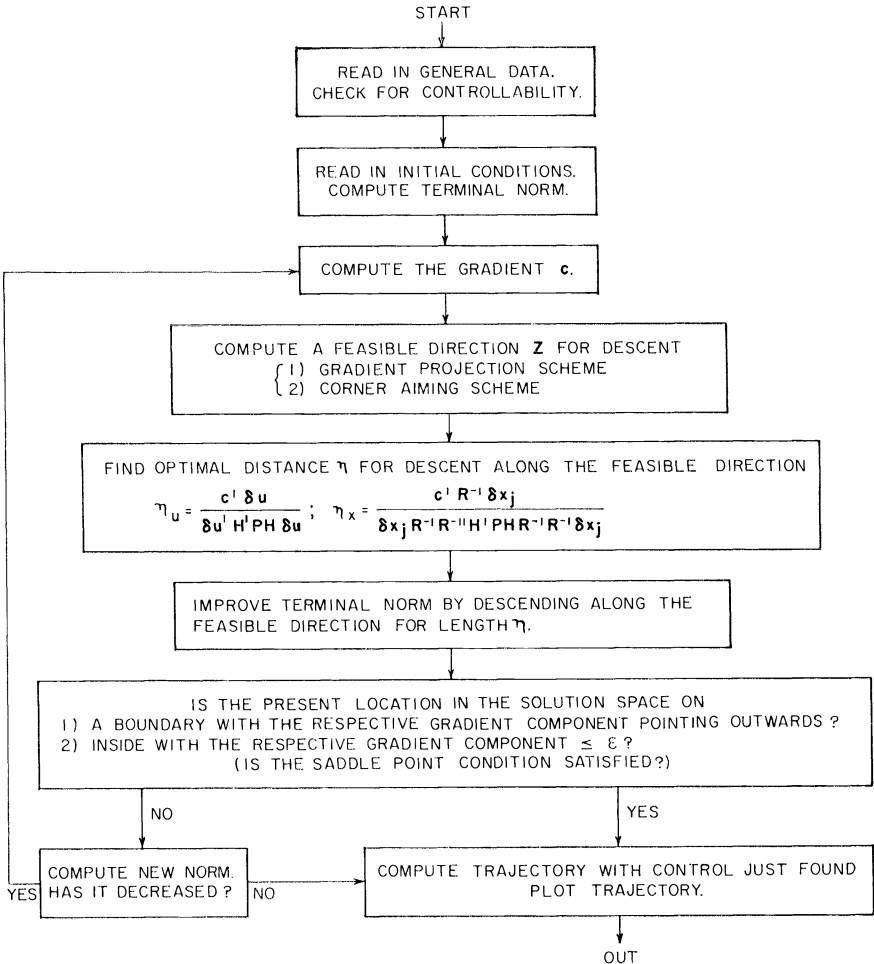 START
READ IN GENERAL DATA.
CHECK FOR CONTROLLABILITY.
READ IN INITIAL CONDITIONS.
COMPUTE TERMINAL NORM.
COMPUTE THE GRADIENT c.
COMPUTE A FEASIBLE DIRECTION Z FOR DESCENT
{ 1) GRADIENT PROJECTION SCHEME
2) CORNER AIMING SCHEME
FIND OPTIMAL DISTANCE η FOR DESCENT ALONG THE FEASIBLE DIRECTION
η_u = c' δu / δu' H'PH δu ; η_x = c' R⁻¹ δx_j / δx_j R⁻¹ R⁻¹' H' PH R⁻¹ R⁻¹ δx_j
IMPROVE TERMINAL NORM BY DESCENDING ALONG THE
FEASIBLE DIRECTION FOR LENGTH η.
IS THE PRESENT LOCATION IN THE SOLUTION SPACE ON
1) A BOUNDARY WITH THE RESPECTIVE GRADIENT COMPONENT POINTING OUTWARDS ?
2) INSIDE WITH THE RESPECTIVE GRADIENT COMPONENT ≤ ε ?
(IS THE SADDLE POINT CONDITION SATISFIED?)
NO
YES
COMPUTE NEW NORM.
HAS IT DECREASED ?
YES
NO
COMPUTE TRAJECTORY WITH CONTROL JUST FOUND
PLOT TRAJECTORY.
OUT